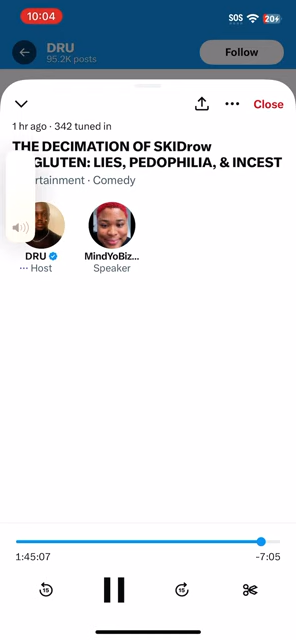 10:04
SOS
20+
DRU
95.2K posts
Follow
Close
1 hr ago · 342 tuned in
THE DECIMATION OF SKIDrow
GLUTEN: LIES, PEDOPHILIA, & INCEST
rtainment · Comedy
DRU
MindYoBiz...
Host
Speaker
1:45:07
-7:05
15
15